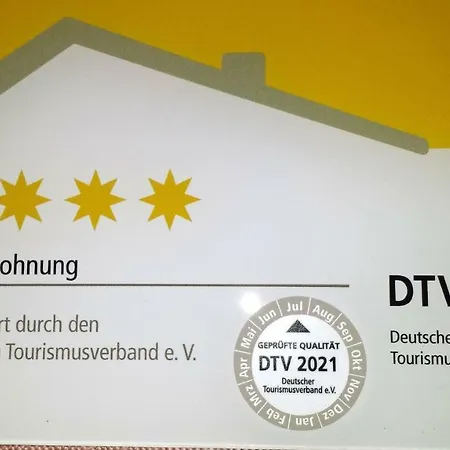 ohnung
rt durch den
Tourismusverband e. V.
DTV
Deutscher
Tourismu
Jan Feb Mrz Apr Mai Jun Jul Aug Sep Okt Nov Dez
GEPRÜFTE QUALITÄT
DTV 2021
Deutscher
Tourismusverband e.V.